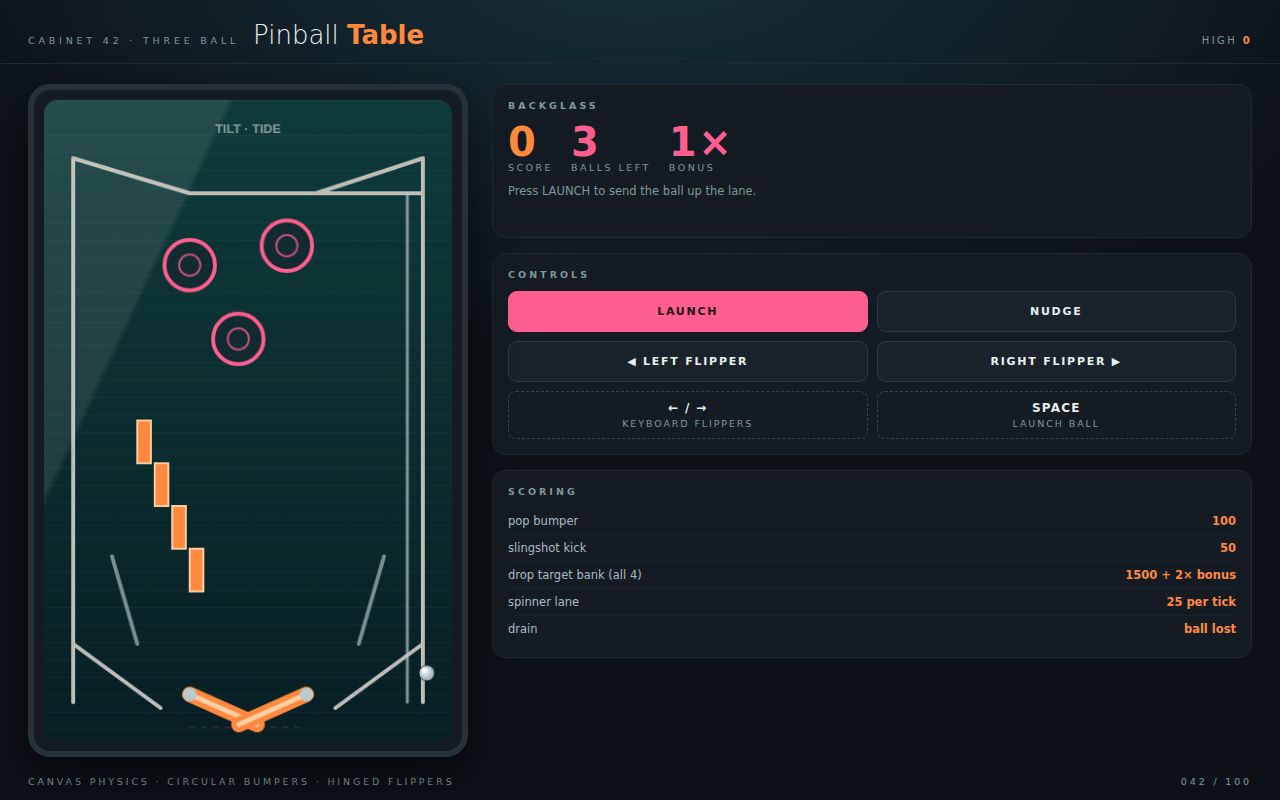 CABINET 42 · THREE BALL Pinball Table
HIGH 0
TILT · TIDE
BACKGLASS
0 3 1×
SCORE BALLS LEFT BONUS
Press LAUNCH to send the ball up the lane.
CONTROLS
LAUNCH NUDGE
◀ LEFT FLIPPER RIGHT FLIPPER ▶
← / → SPACE
KEYBOARD FLIPPERS LAUNCH BALL
SCORING
pop bumper 100
slingshot kick 50
drop target bank (all 4) 1500 + 2× bonus
spinner lane 25 per tick
drain ball lost
CANVAS PHYSICS · CIRCULAR BUMPERS · HINGED FLIPPERS
042 / 100